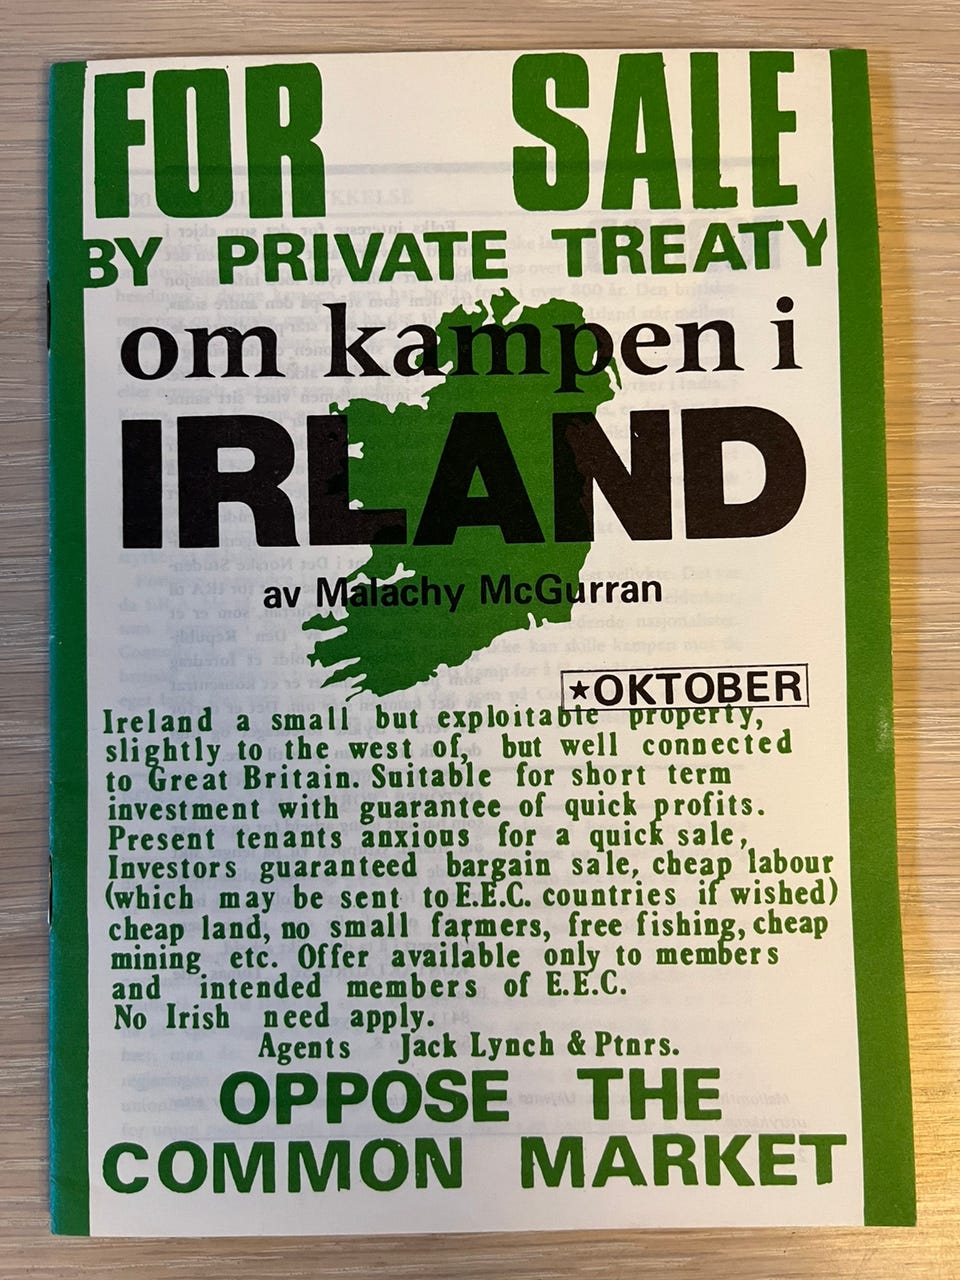 FOR SALE
BY PRIVATE TREATY
om kampen i
IRLAND
av Malachy McGurran
★OKTOBER
Ireland a small but exploitable property,
slightly to the west of, but well connected
to Great Britain. Suitable for short term
investment with guarantee of quick profits.
Present tenants anxious for a quick sale,
Investors guaranteed bargain sale, cheap labour
(which may be sent to E.E.C. countries if wished)
cheap land, no small farmers, free fishing, cheap
mining etc. Offer available only to members
and intended members of E.E.C.
No Irish need apply.
Agents Jack Lynch & Ptnrs.
OPPOSE THE
COMMON MARKET